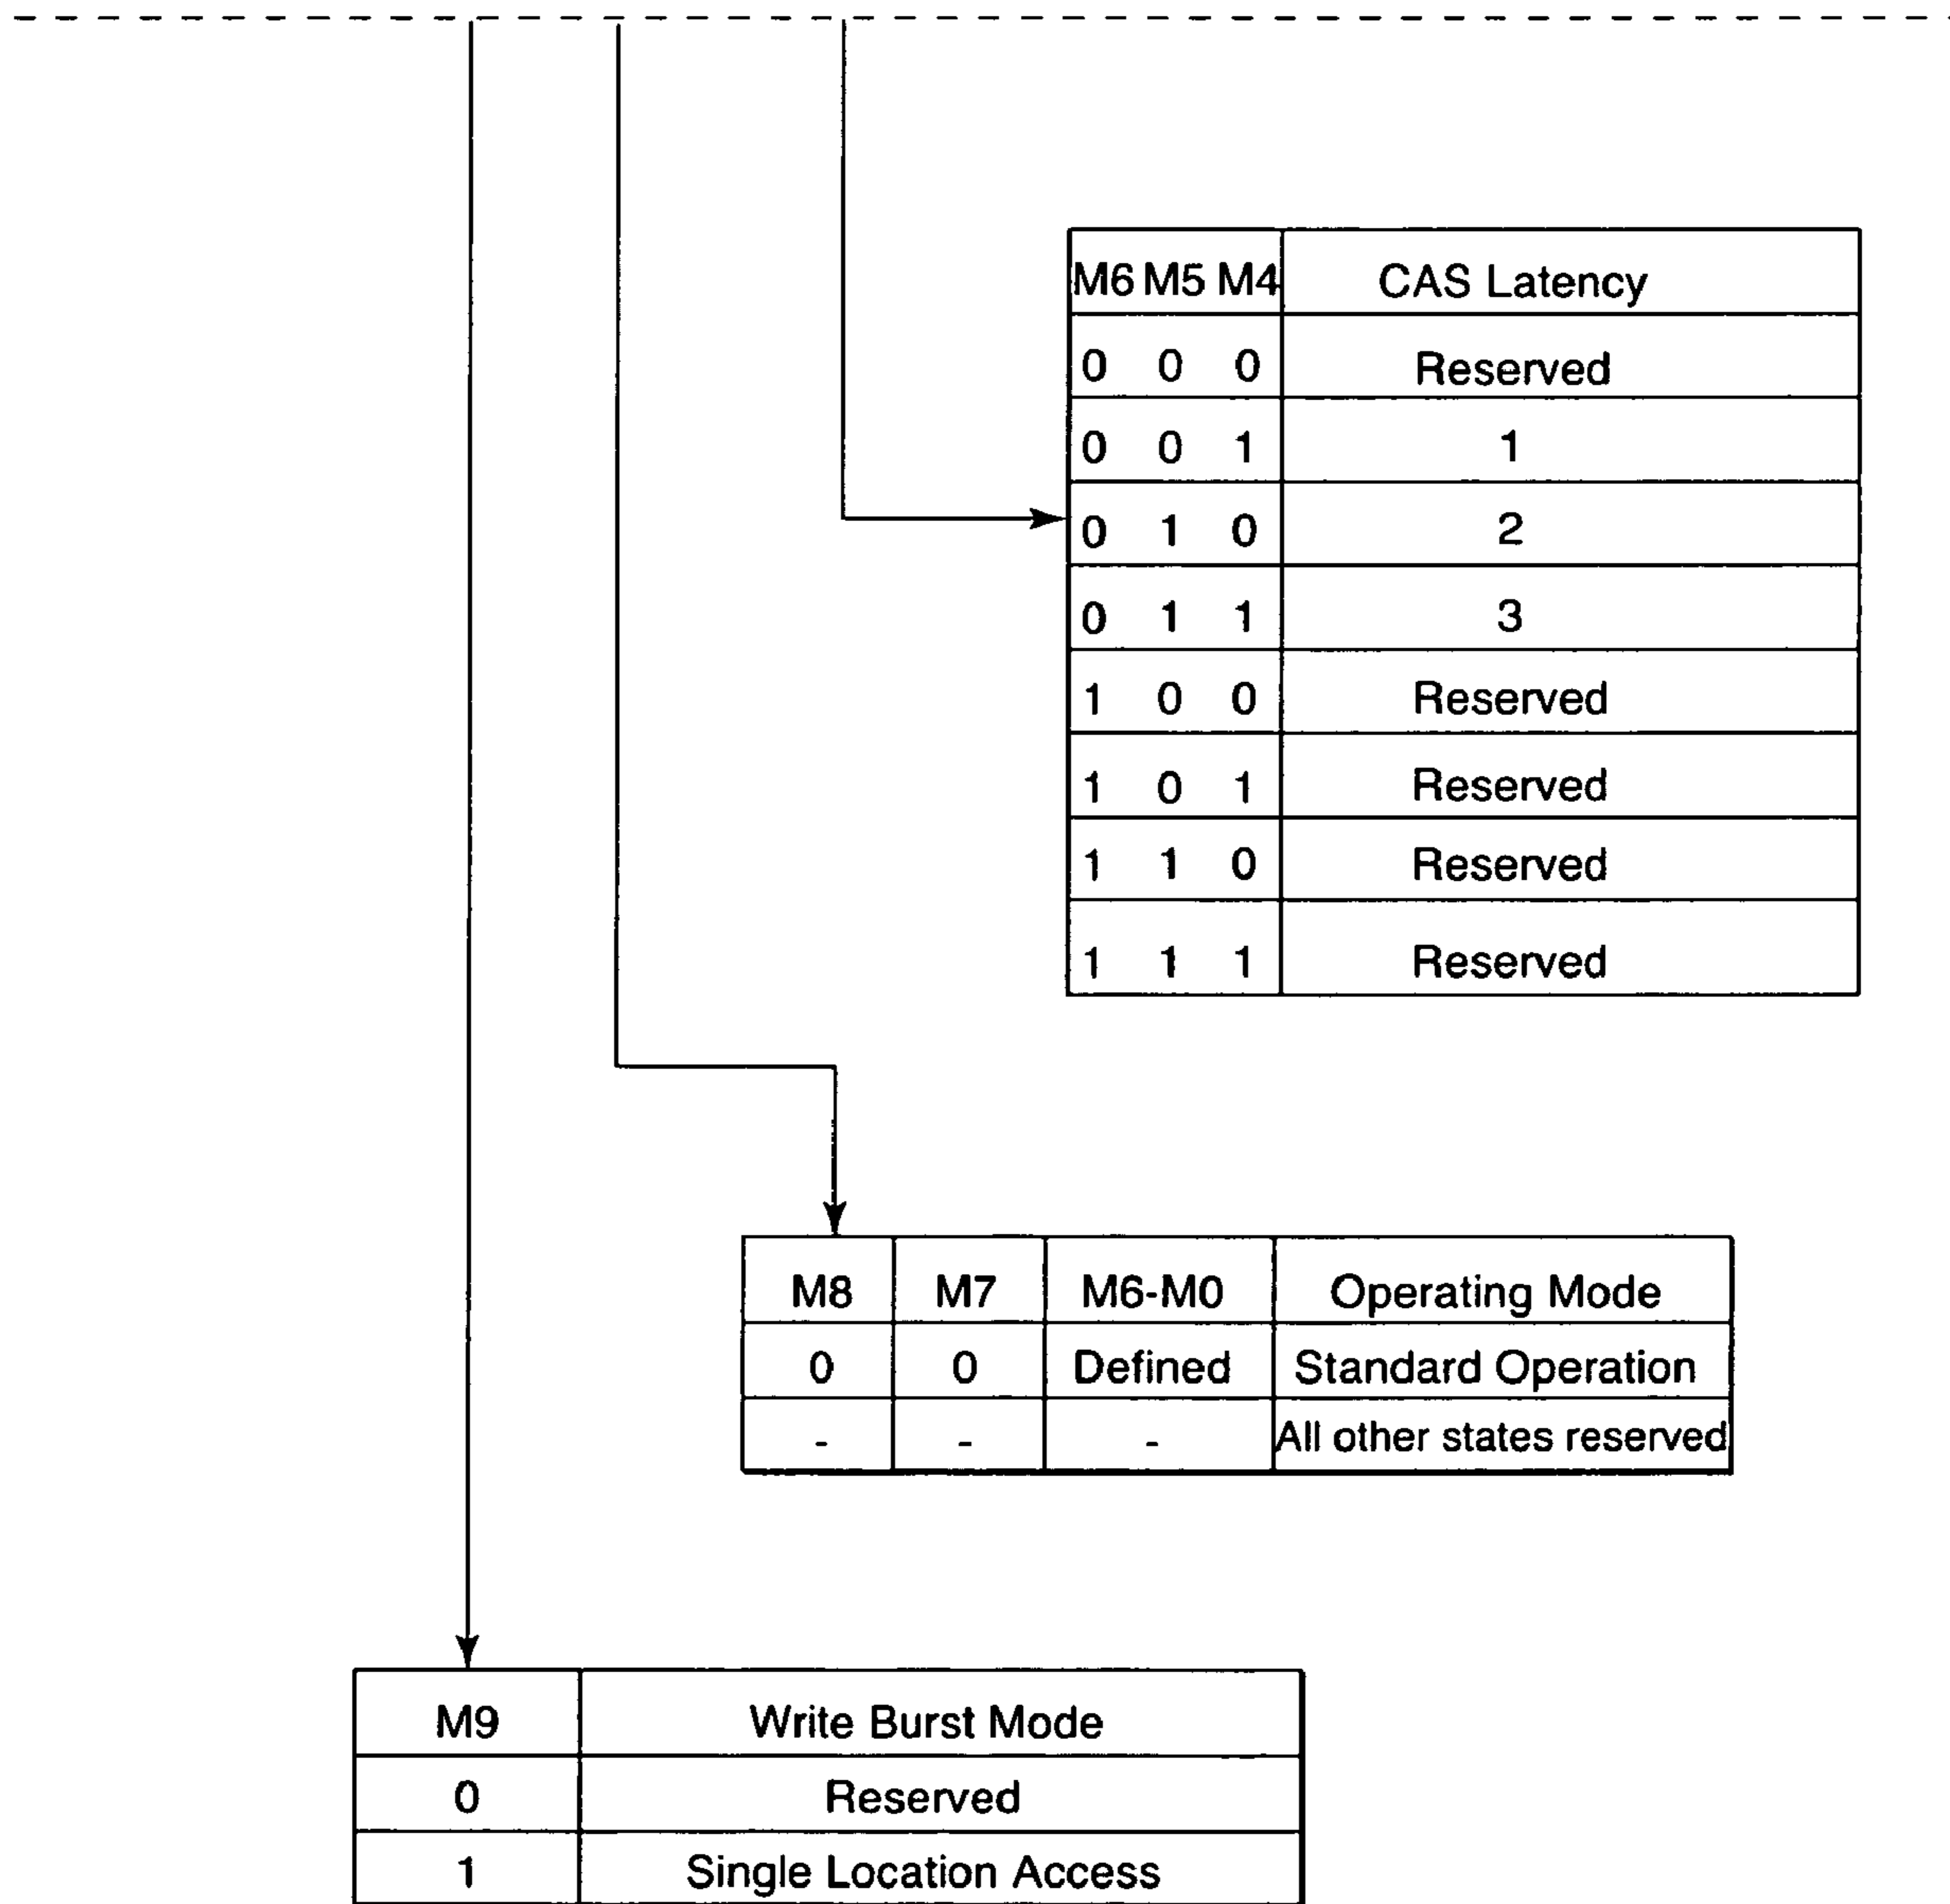 M6 M5 M4 CAS Latency
0 0 0 Reserved
0 0 1 1
0 1 0 2
0 1 1 3
1 0 0 Reserved
1 0 1 Reserved
1 1 0 Reserved
1 1 1 Reserved
M8 M7 M6-M0 Operating Mode
0 0 Defined Standard Operation
- - - All other states reserved
M9 Write Burst Mode
0 Reserved
1 Single Location Access